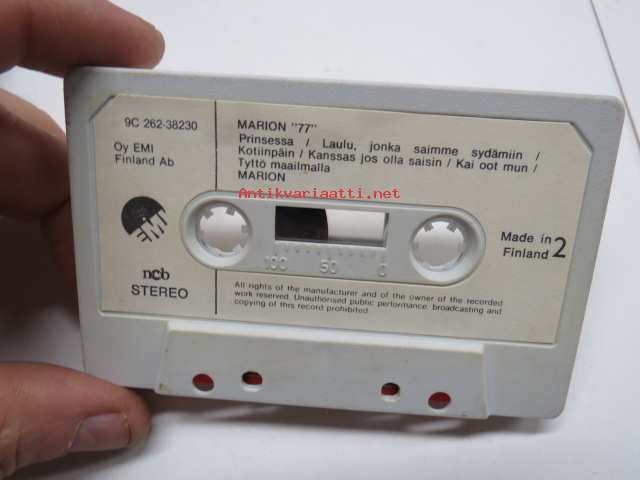 9C 262-38230
Oy EMI
Finland Ab
EMI
ncb
STEREO
MARION "77"
Prinsessa / Laulu, jonka saimme sydämiin /
Kotiinpäin / Kanssas jos olla saisin / Kai oot mun /
Tyttö maailmalla
MARION
Antikvariaatti.net
100 50 0
Made in
Finland 2
All rights of the manufacturer and of the owner of the recorded
work reserved. Unauthorised public performance, broadcasting and
copying of this record prohibited.